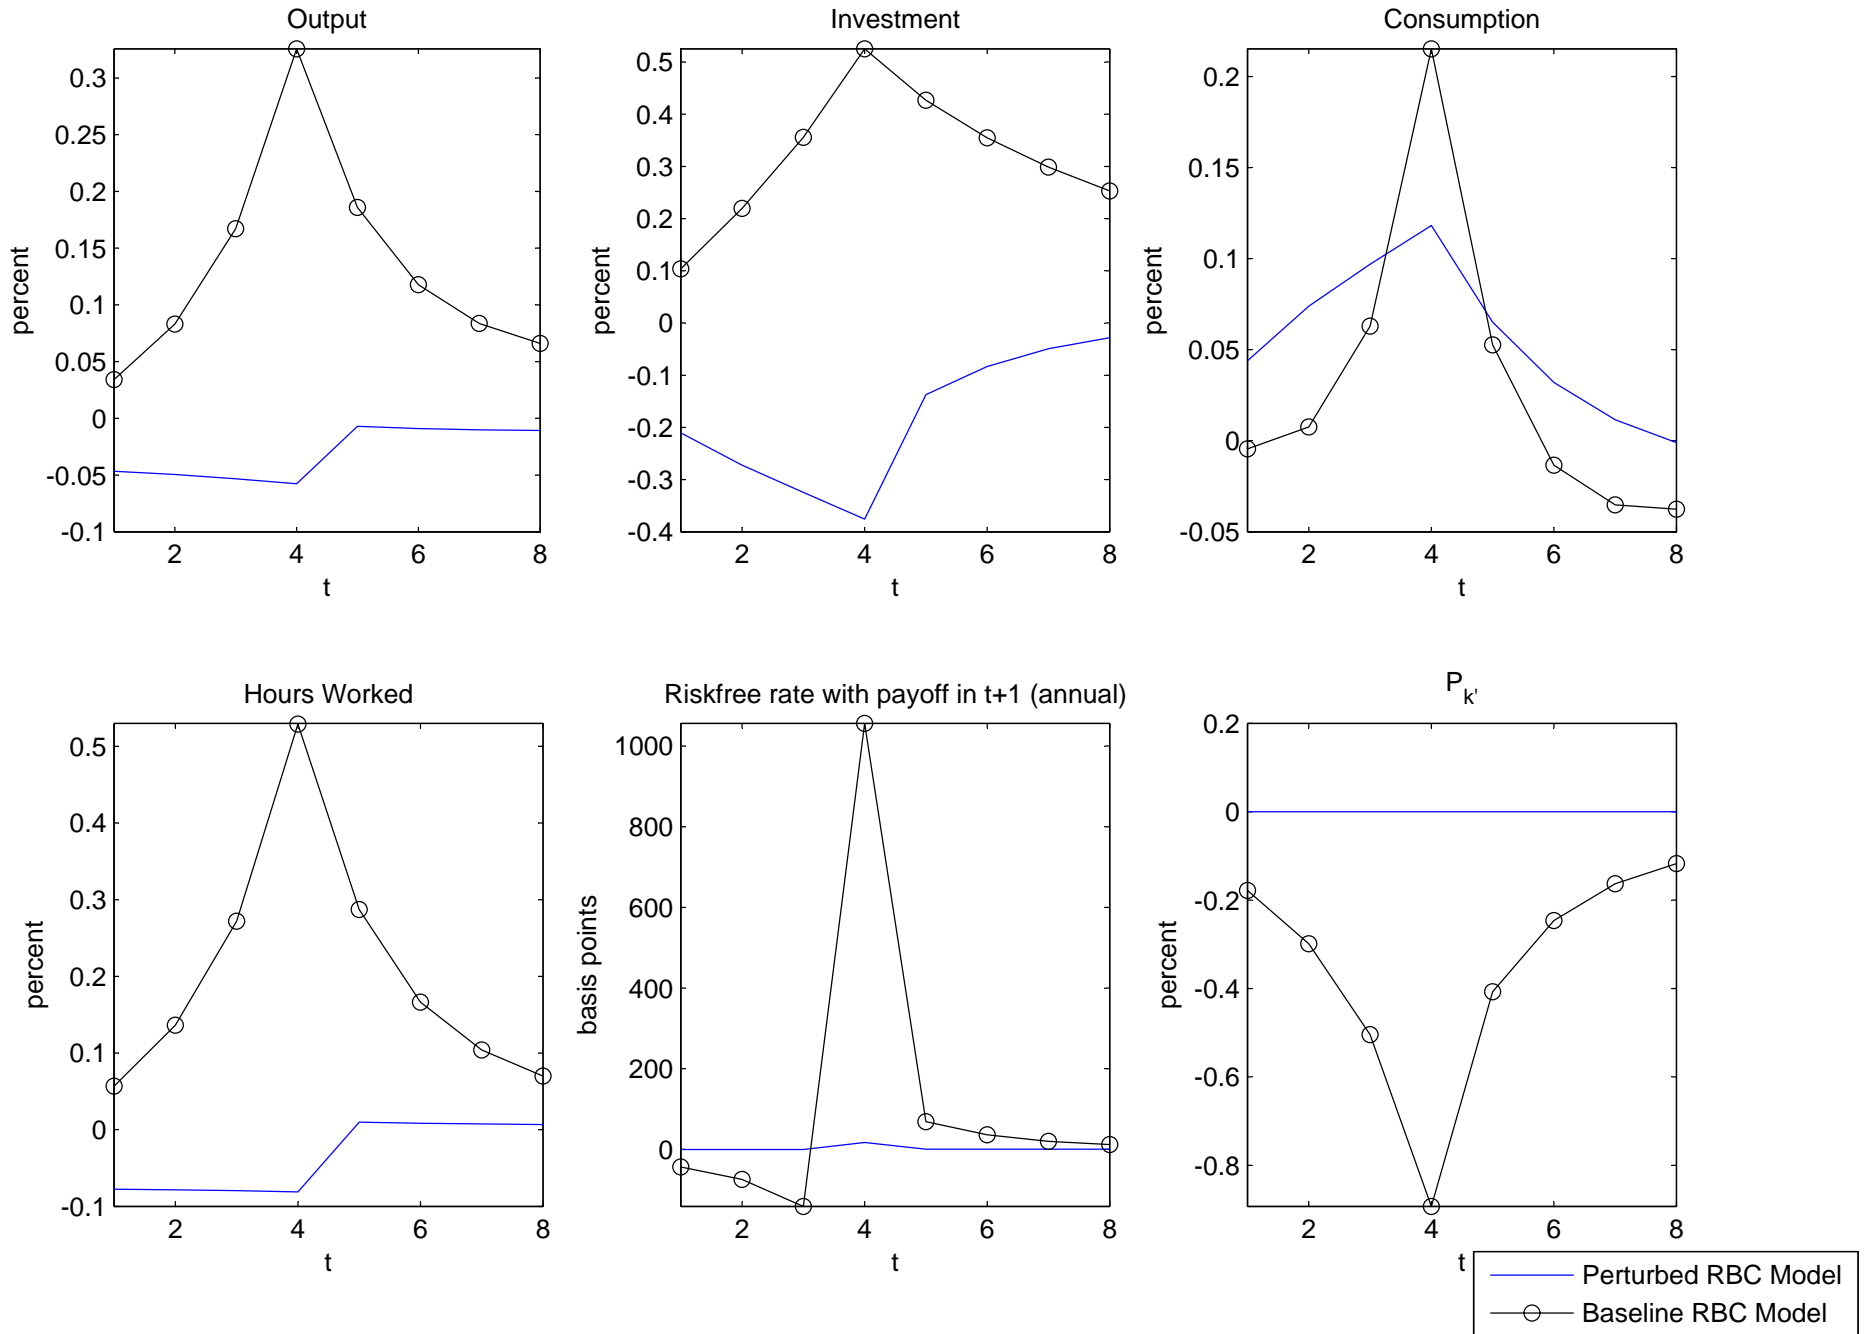 Output
percent
0.3
0.25
0.2
0.15
0.1
0.05
0
-0.05
-0.1
2 4 6 8
t
Investment
percent
0.5
0.4
0.3
0.2
0.1
0
-0.1
-0.2
-0.3
-0.4
2 4 6 8
t
Consumption
percent
0.2
0.15
0.1
0.05
0
-0.05
2 4 6 8
t
Hours Worked
percent
0.5
0.4
0.3
0.2
0.1
0
-0.1
2 4 6 8
t
Riskfree rate with payoff in t+1 (annual)
basis points
1000
800
600
400
200
0
2 4 6 8
t
P_k'
percent
0.2
0
-0.2
-0.4
-0.6
-0.8
2 4 6 8
t
Perturbed RBC Model
Baseline RBC Model